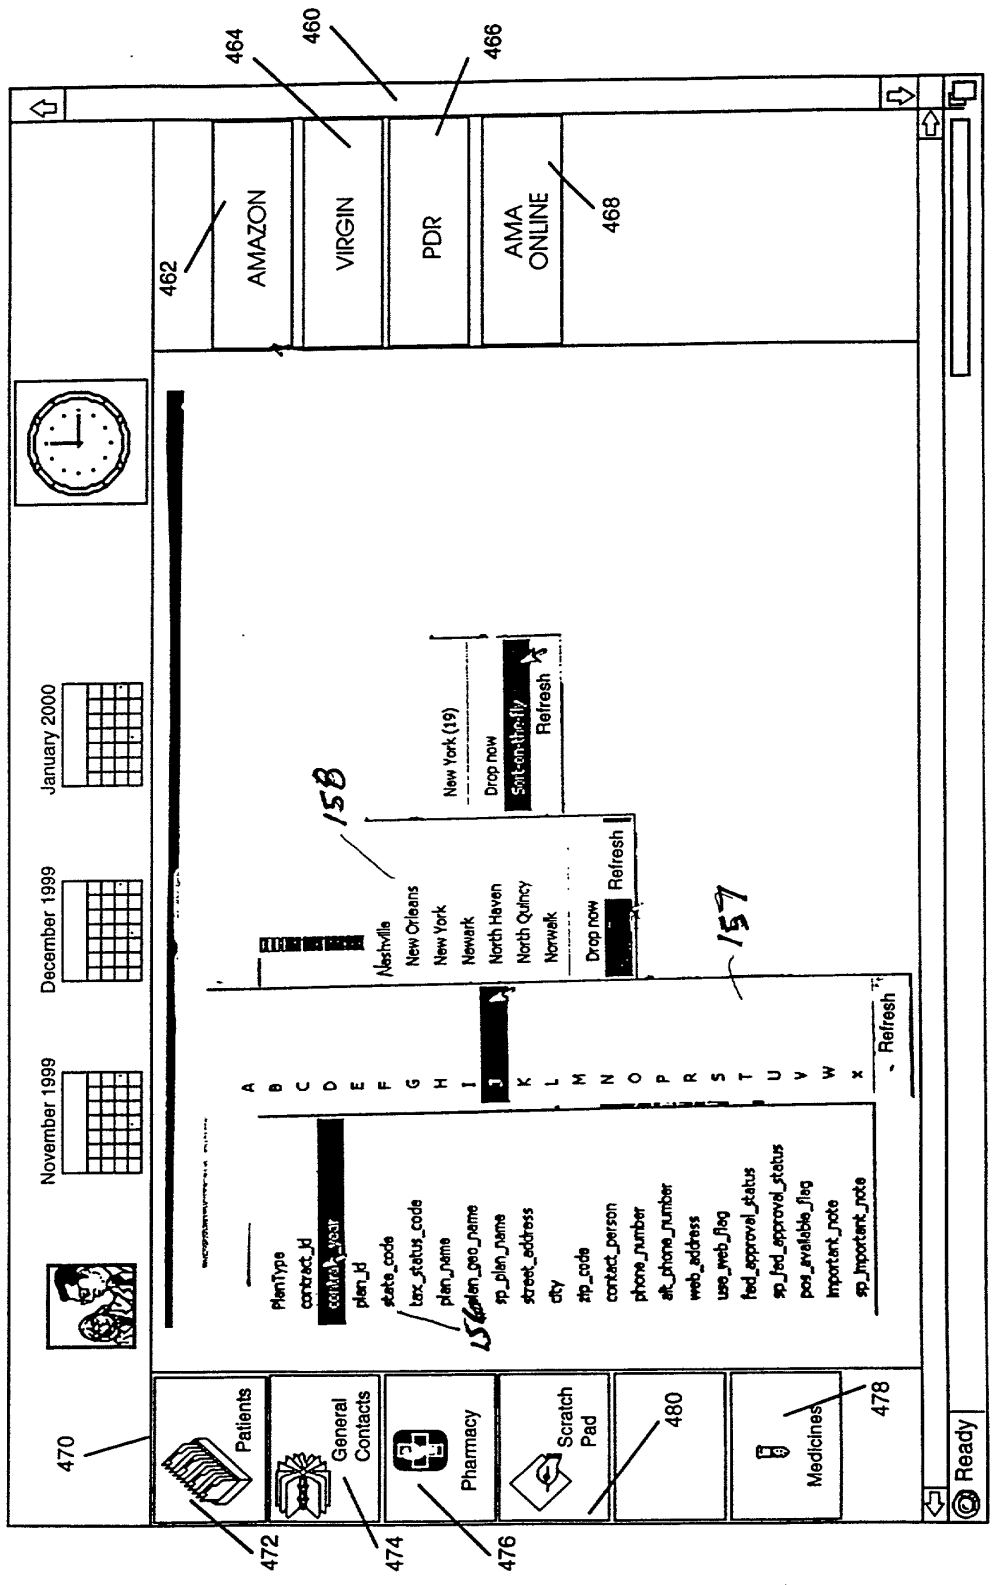 November 1999
December 1999
January 2000
470
472
Patients
474
General
Contacts
476
Pharmacy
480
Scratch
Pad
478
Medicines
PlanType
contract_id
plan_id
state_code
tax_status_code
plan_name
plan_geo_name
sp_plan_name
street_address
city
zip_code
contact_person
phone_number
alt_phone_number
web_address
use_web_flag
fed_approval_status
sp_fed_approval_status
pos_available_flag
important_note
sp_important_note
156
A
B
C
D
E
F
G
H
I
J
K
L
M
N
O
P
R
S
T
U
V
W
X
Refresh
157
158
Nashville
New Orleans
New York
Newark
North Haven
North Quincy
Norwalk
Drop now
Refresh
New York (19)
Drop now
Sort-on-the-fly
Refresh
462
AMAZON
464
VIRGIN
460
466
PDR
468
AMA
ONLINE
Ready